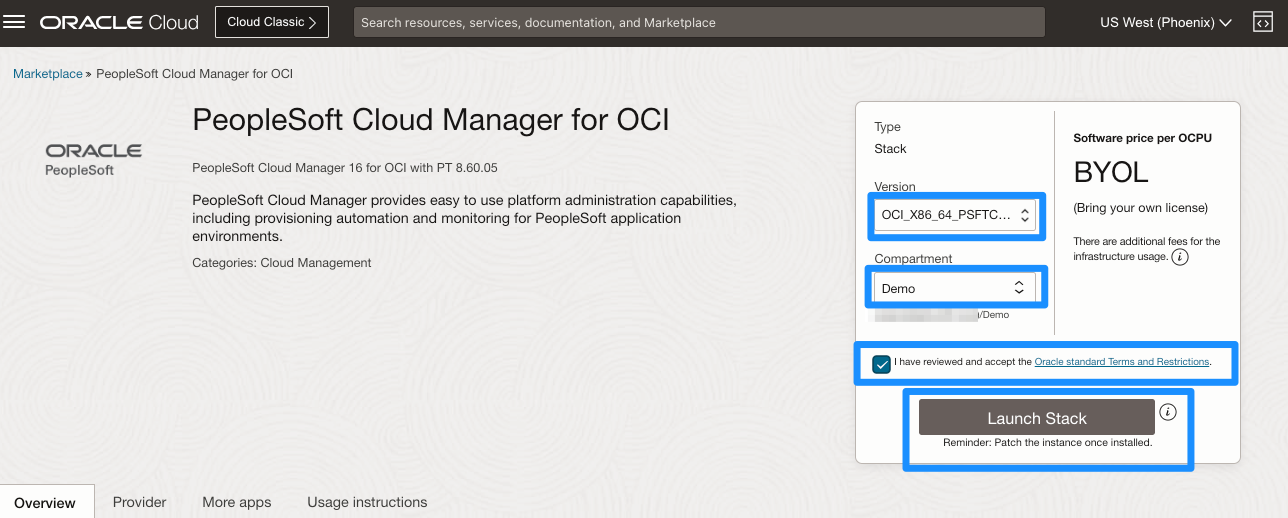 ORACLE Cloud
Cloud Classic
Search resources, services, documentation, and Marketplace
US West (Phoenix)
Marketplace » PeopleSoft Cloud Manager for OCI
ORACLE
PeopleSoft
PeopleSoft Cloud Manager for OCI
PeopleSoft Cloud Manager 16 for OCI with PT 8.60.05
PeopleSoft Cloud Manager provides easy to use platform administration capabilities,
including provisioning automation and monitoring for PeopleSoft application
environments.
Categories: Cloud Management
Type
Stack
Version
OCI_X86_64_PSFTC...
Compartment
Demo
/Demo
Software price per OCPU
BYOL
(Bring your own license)
There are additional fees for the
infrastructure usage.
I have reviewed and accept the Oracle standard Terms and Restrictions.
Launch Stack
Reminder: Patch the instance once installed.
Overview
Provider
More apps
Usage instructions